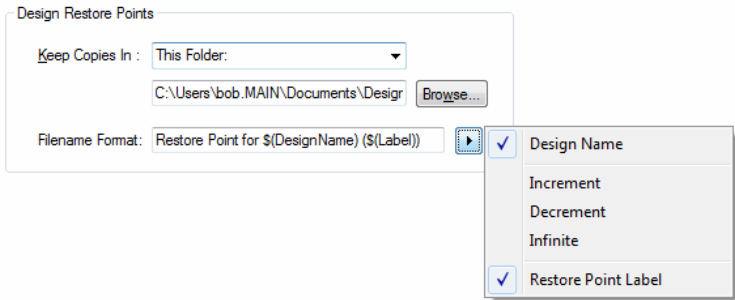 Design Restore Points
Keep Copies In : This Folder:
C:\Users\bob.MAIN\Documents\Desigr Browse...
Filename Format: Restore Point for $(DesignName) ($(Label))
Design Name
Increment
Decrement
Infinite
Restore Point Label